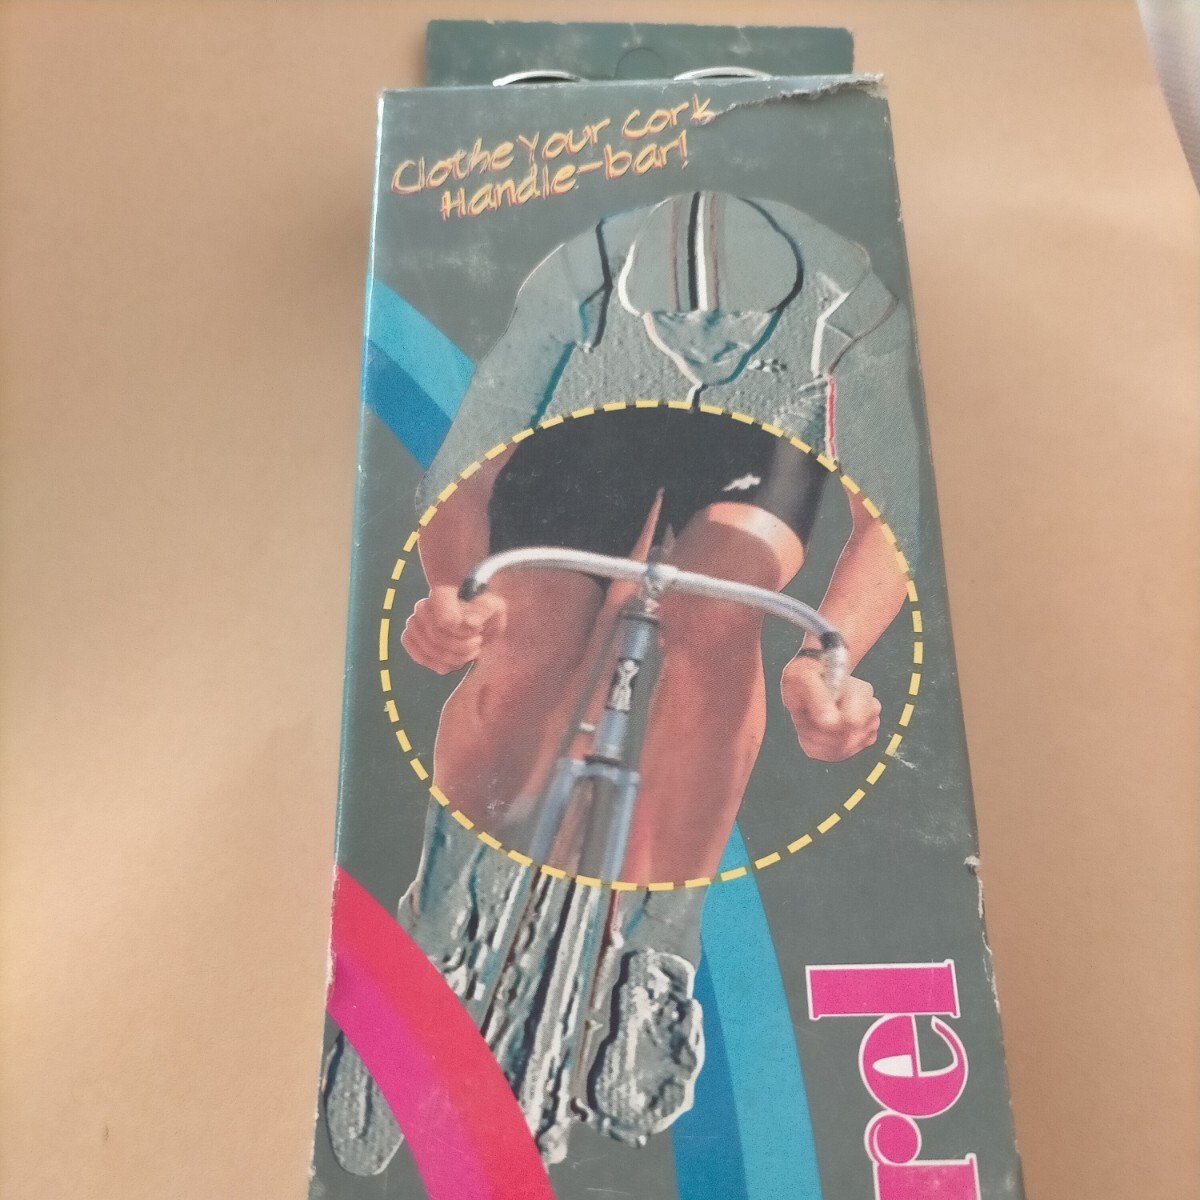 Clothe Your Cork
Handle-bar!
rel